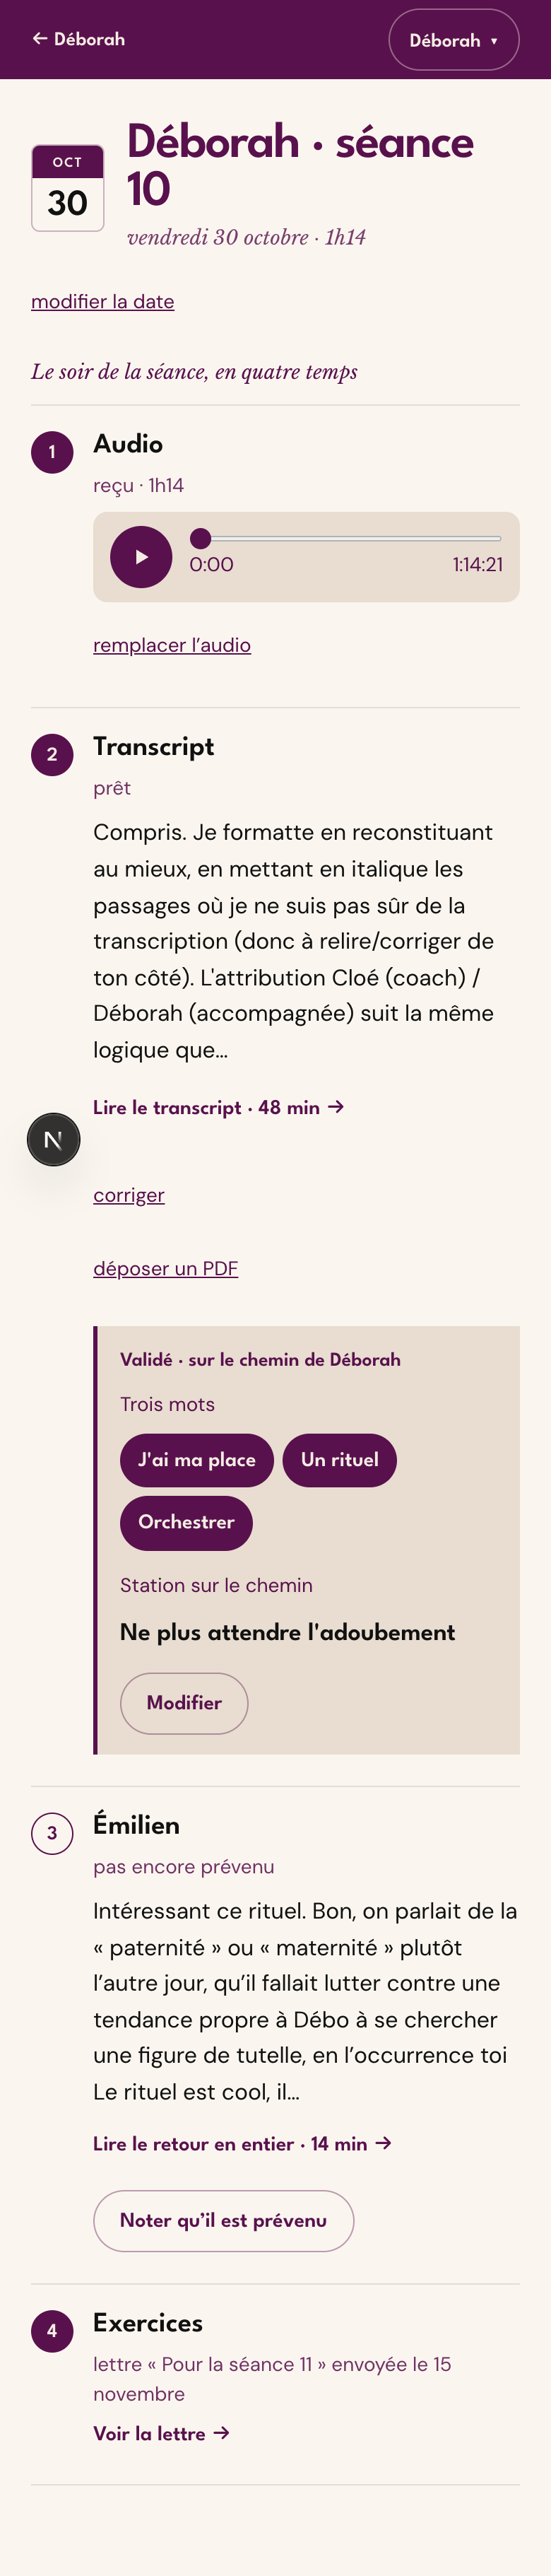 ← Déborah
Déborah ▾
OCT
30
Déborah · séance
10
vendredi 30 octobre · 1h14
modifier la date
Le soir de la séance, en quatre temps
1
Audio
reçu · 1h14
0:00
1:14:21
remplacer l’audio
2
Transcript
prêt
Compris. Je formatte en reconstituant
au mieux, en mettant en italique les
passages où je ne suis pas sûr de la
transcription (donc à relire/corriger de
ton côté). L'attribution Cloé (coach) /
Déborah (accompagnée) suit la même
logique que…
Lire le transcript · 48 min →
N
corriger
déposer un PDF
Validé · sur le chemin de Déborah
Trois mots
J'ai ma place
Un rituel
Orchestrer
Station sur le chemin
Ne plus attendre l'adoubement
Modifier
3
Émilien
pas encore prévenu
Intéressant ce rituel. Bon, on parlait de la
« paternité » ou « maternité » plutôt
l’autre jour, qu’il fallait lutter contre une
tendance propre à Débo à se chercher
une figure de tutelle, en l’occurrence toi
Le rituel est cool, il…
Lire le retour en entier · 14 min →
Noter qu’il est prévenu
4
Exercices
lettre « Pour la séance 11 » envoyée le 15
novembre
Voir la lettre →